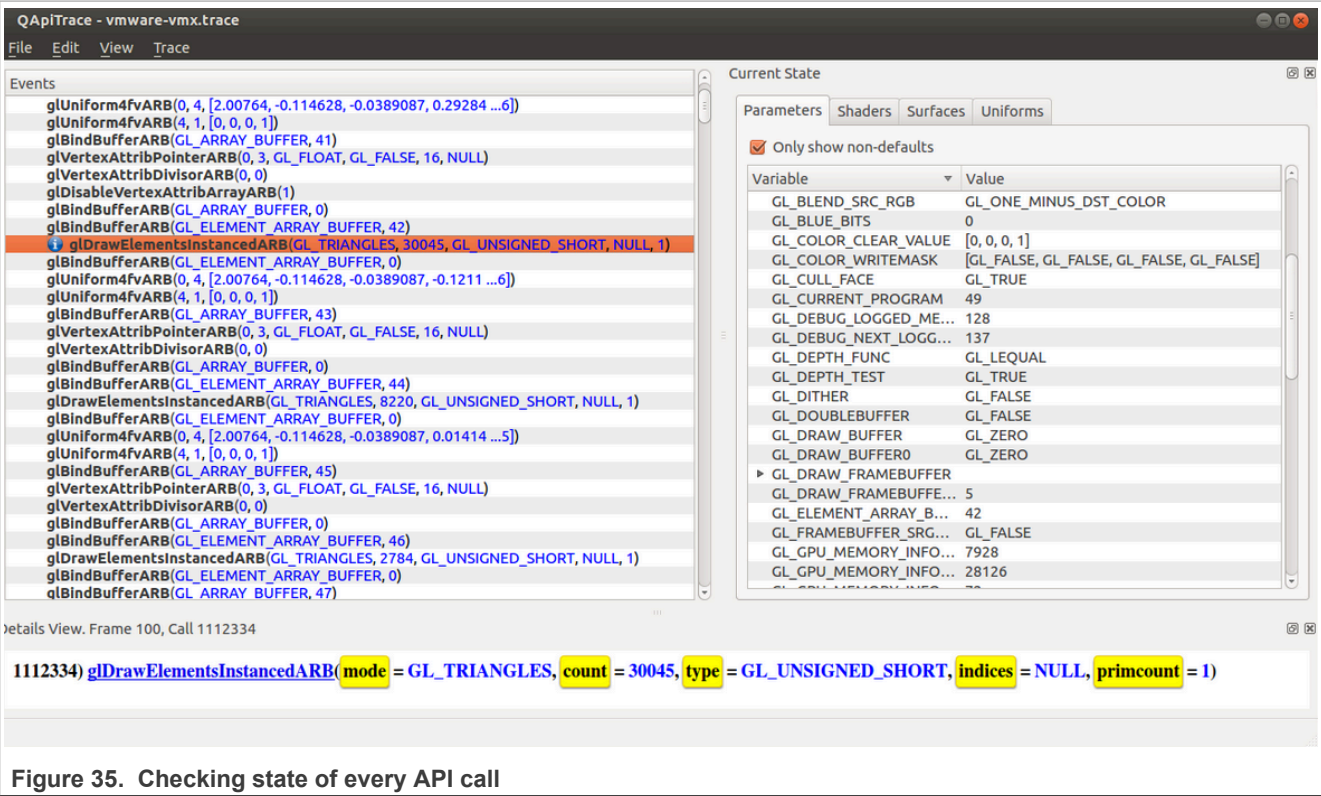 QApiTrace - vmware-vmx.trace
File Edit View Trace
Events
glUniform4fvARB(0, 4, [2.00764, -0.114628, -0.0389087, 0.29284 ...6])
glUniform4fvARB(4, 1, [0, 0, 0, 1])
glBindBufferARB(GL_ARRAY_BUFFER, 41)
glVertexAttribPointerARB(0, 3, GL_FLOAT, GL_FALSE, 16, NULL)
glVertexAttribDivisorARB(0, 0)
glDisableVertexAttribArrayARB(1)
glBindBufferARB(GL_ARRAY_BUFFER, 0)
glBindBufferARB(GL_ELEMENT_ARRAY_BUFFER, 42)
glDrawElementsInstancedARB(GL_TRIANGLES, 30045, GL_UNSIGNED_SHORT, NULL, 1)
glBindBufferARB(GL_ELEMENT_ARRAY_BUFFER, 0)
glUniform4fvARB(0, 4, [2.00764, -0.114628, -0.0389087, -0.1211 ...6])
glUniform4fvARB(4, 1, [0, 0, 0, 1])
glBindBufferARB(GL_ARRAY_BUFFER, 43)
glVertexAttribPointerARB(0, 3, GL_FLOAT, GL_FALSE, 16, NULL)
glVertexAttribDivisorARB(0, 0)
glBindBufferARB(GL_ARRAY_BUFFER, 0)
glBindBufferARB(GL_ELEMENT_ARRAY_BUFFER, 44)
glDrawElementsInstancedARB(GL_TRIANGLES, 8220, GL_UNSIGNED_SHORT, NULL, 1)
glBindBufferARB(GL_ELEMENT_ARRAY_BUFFER, 0)
glUniform4fvARB(0, 4, [2.00764, -0.114628, -0.0389087, 0.01414 ...5])
glUniform4fvARB(4, 1, [0, 0, 0, 1])
glBindBufferARB(GL_ARRAY_BUFFER, 45)
glVertexAttribPointerARB(0, 3, GL_FLOAT, GL_FALSE, 16, NULL)
glVertexAttribDivisorARB(0, 0)
glBindBufferARB(GL_ARRAY_BUFFER, 0)
glBindBufferARB(GL_ELEMENT_ARRAY_BUFFER, 46)
glDrawElementsInstancedARB(GL_TRIANGLES, 2784, GL_UNSIGNED_SHORT, NULL, 1)
glBindBufferARB(GL_ELEMENT_ARRAY_BUFFER, 0)
glBindBufferARB(GL_ARRAY_BUFFER, 47)
Current State
Parameters Shaders Surfaces Uniforms
Only show non-defaults
Variable Value
GL_BLEND_SRC_RGB GL_ONE_MINUS_DST_COLOR
GL_BLUE_BITS 0
GL_COLOR_CLEAR_VALUE [0, 0, 0, 1]
GL_COLOR_WRITEMASK [GL_FALSE, GL_FALSE, GL_FALSE, GL_FALSE]
GL_CULL_FACE GL_TRUE
GL_CURRENT_PROGRAM 49
GL_DEBUG_LOGGED_ME... 128
GL_DEBUG_NEXT_LOGG... 137
GL_DEPTH_FUNC GL_LEQUAL
GL_DEPTH_TEST GL_TRUE
GL_DITHER GL_FALSE
GL_DOUBLEBUFFER GL_FALSE
GL_DRAW_BUFFER GL_ZERO
GL_DRAW_BUFFER0 GL_ZERO
GL_DRAW_FRAMEBUFFER
GL_DRAW_FRAMEBUFFE... 5
GL_ELEMENT_ARRAY_B... 42
GL_FRAMEBUFFER_SRG... GL_FALSE
GL_GPU_MEMORY_INFO... 7928
GL_GPU_MEMORY_INFO... 28126
Details View. Frame 100, Call 1112334
1112334) glDrawElementsInstancedARB(mode = GL_TRIANGLES, count = 30045, type = GL_UNSIGNED_SHORT, indices = NULL, primcount = 1)
Figure 35. Checking state of every API call